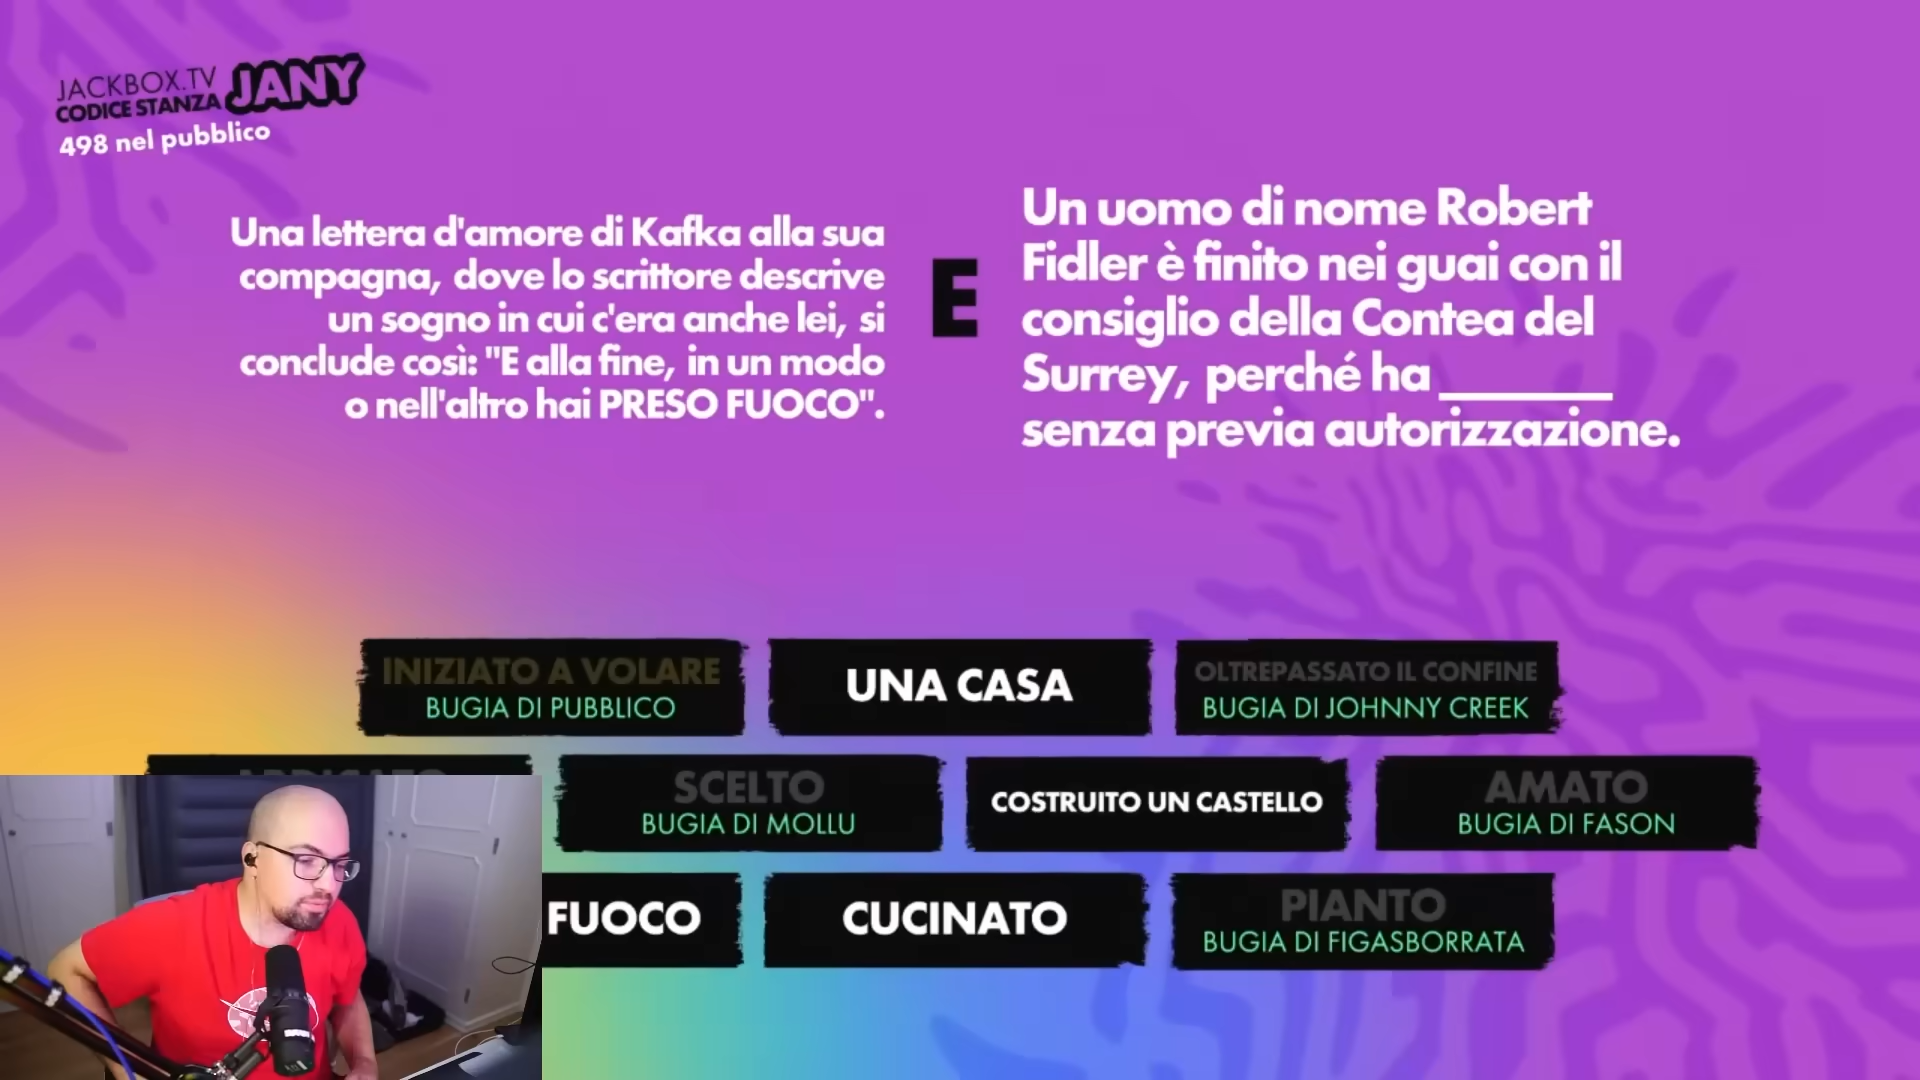 JACKBOX.TV
CODICE STANZA JANY
498 nel pubblico
Una lettera d'amore di Kafka alla sua
compagna, dove lo scrittore descrive
un sogno in cui c'era anche lei, si
conclude così: "E alla fine, in un modo
o nell'altro hai PRESO FUOCO".
E
Un uomo di nome Robert
Fidler è finito nei guai con il
consiglio della Contea del
Surrey, perché ha ______
senza previa autorizzazione.
INIZIATO A VOLARE
BUGIA DI PUBBLICO
UNA CASA
OLTREPASSATO IL CONFINE
BUGIA DI JOHNNY CREEK
SCELTO
BUGIA DI MOLLU
COSTRUITO UN CASTELLO
AMATO
BUGIA DI FASON
FUOCO
CUCINATO
PIANTO
BUGIA DI FIGASBORRATA